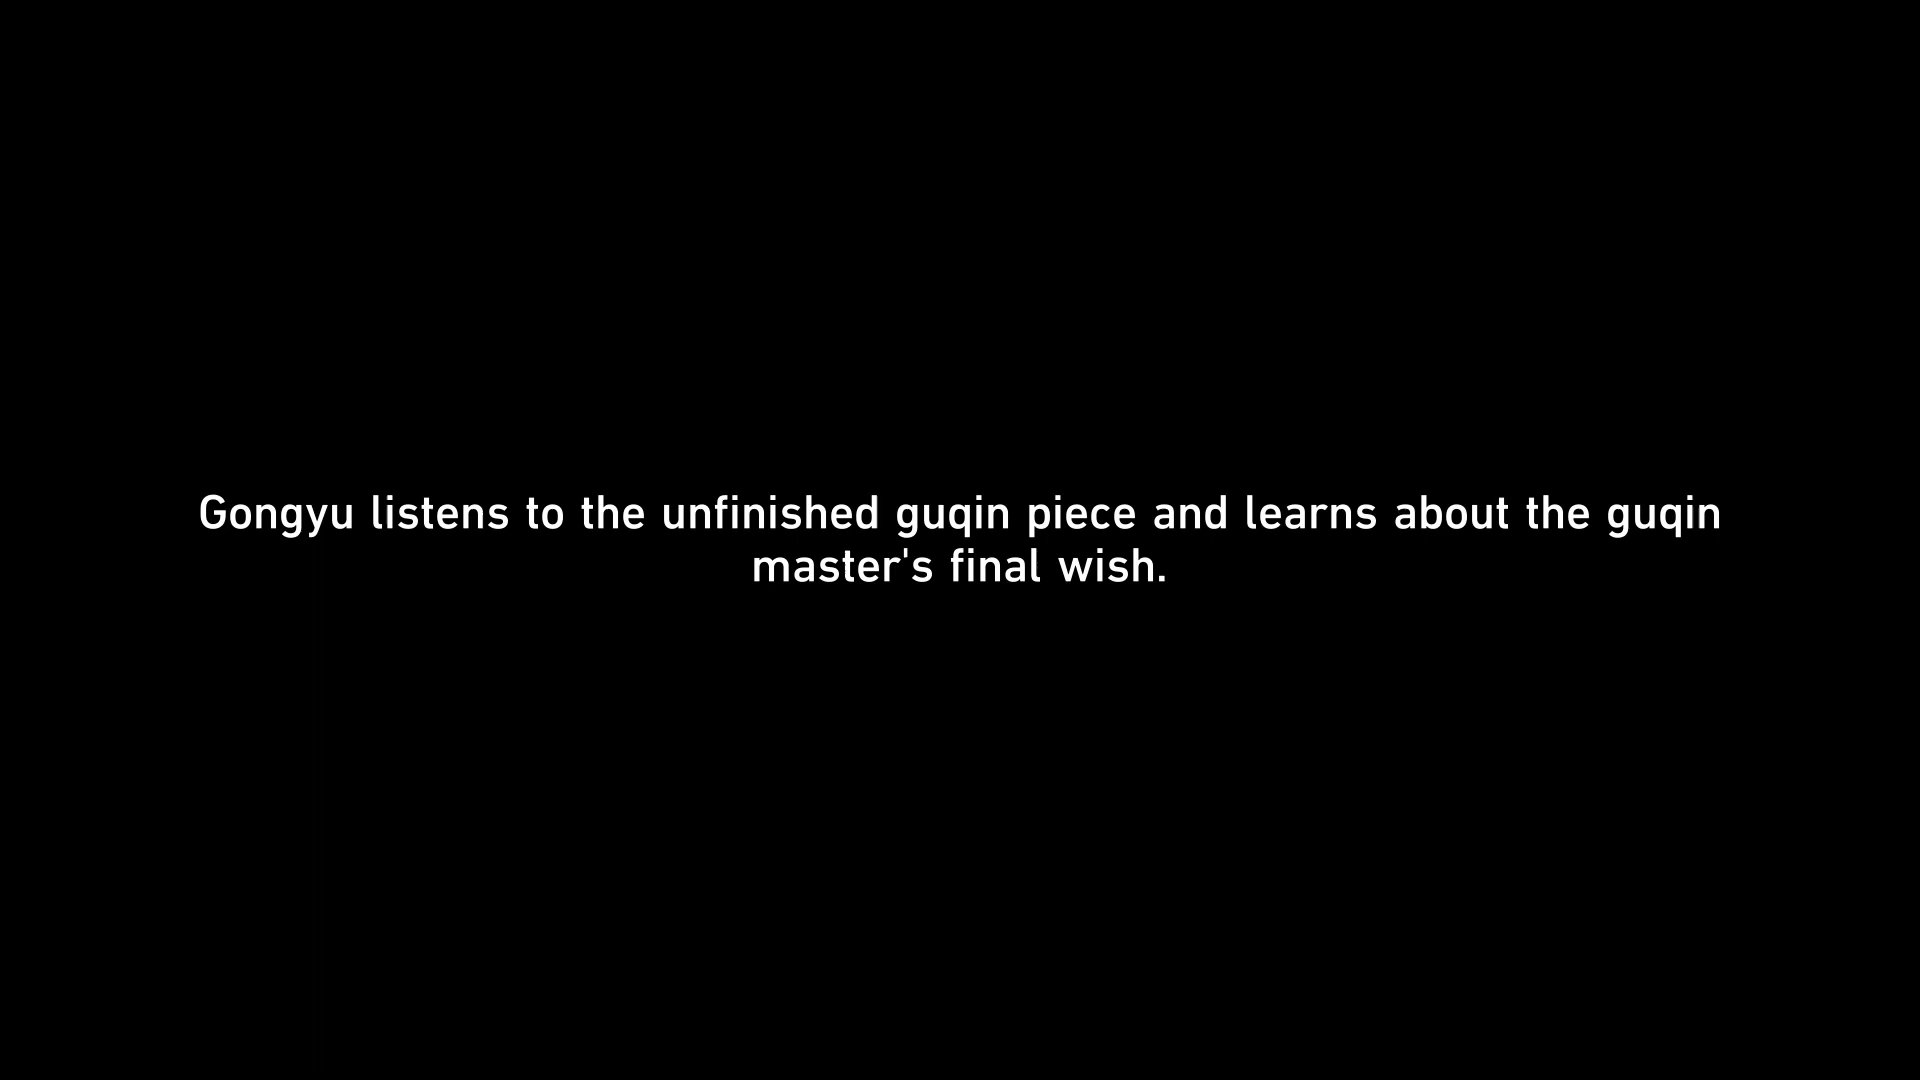 Gongyu listens to the unfinished guqin piece and learns about the guqin
master's final wish.